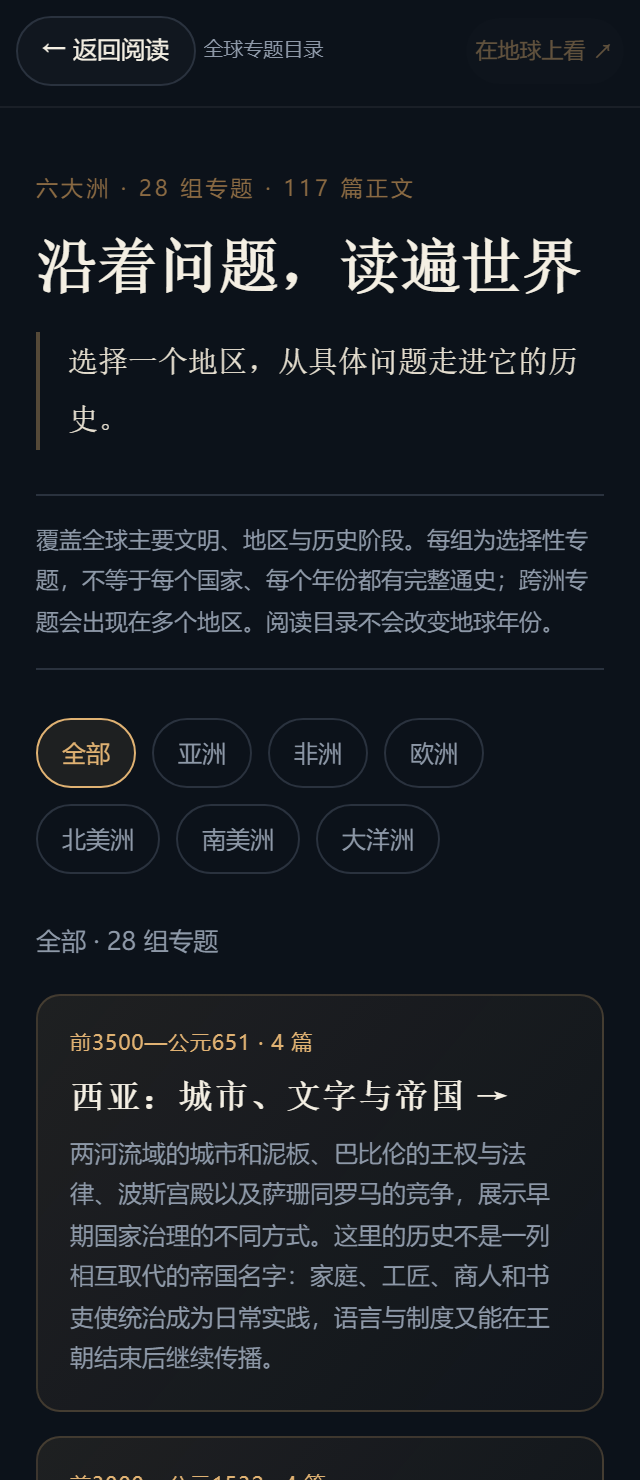 ← 返回阅读 全球专题目录 在地球上看 ↗
六大洲 · 28 组专题 · 117 篇正文
沿着问题，读遍世界
选择一个地区，从具体问题走进它的历
史。
覆盖全球主要文明、地区与历史阶段。每组为选择性专
题，不等于每个国家、每个年份都有完整通史；跨洲专
题会出现在多个地区。阅读目录不会改变地球年份。
全部 亚洲 非洲 欧洲
北美洲 南美洲 大洋洲
全部 · 28 组专题
前3500—公元651 · 4 篇
西亚：城市、文字与帝国 →
两河流域的城市和泥板、巴比伦的王权与法
律、波斯宫殿以及萨珊同罗马的竞争，展示早
期国家治理的不同方式。这里的历史不是一列
相互取代的帝国名字：家庭、工匠、商人和书
吏使统治成为日常实践，语言与制度又能在王
朝结束后继续传播。